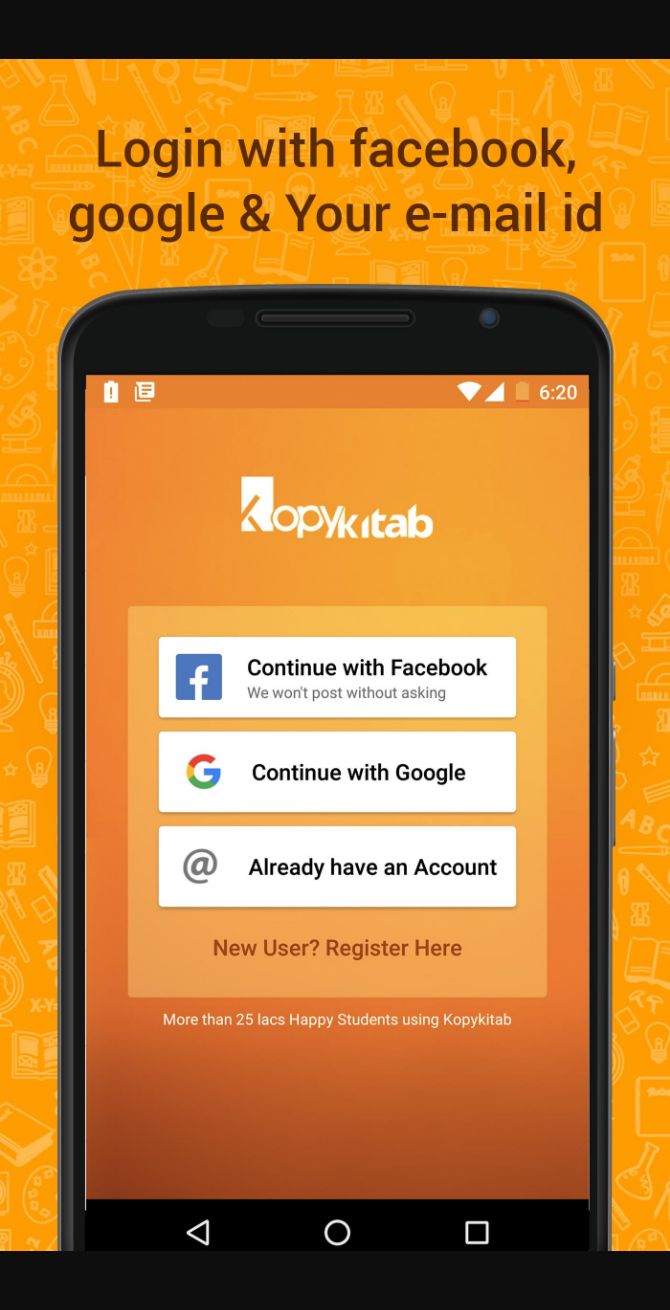 Login with facebook,
google & Your e-mail id
6:20
Kopykitab
Continue with Facebook
We won't post without asking
Continue with Google
@ Already have an Account
New User? Register Here
More than 25 lacs Happy Students using Kopykitab